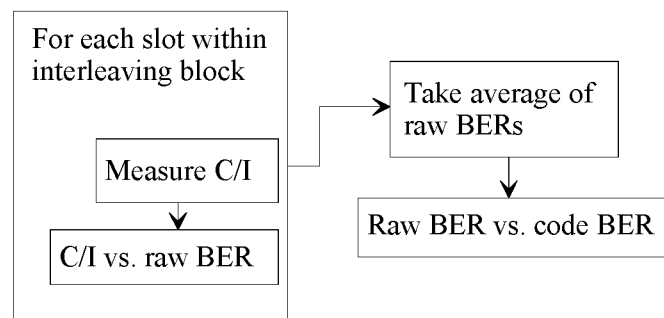 For each slot within
interleaving block
Measure C/I
C/I vs. raw BER
Take average of
raw BERs
Raw BER vs. code BER